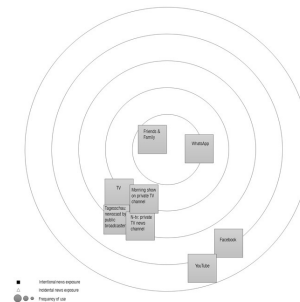 Friends &
Family
WhatsApp
TV
Morning show
on private TV
channel
Tagesschau:
newscast by
public
broadcaster
N-tv: private
TV news
channel
Facebook
YouTube
Intentional news exposure
Incidental news exposure
Frequency of use